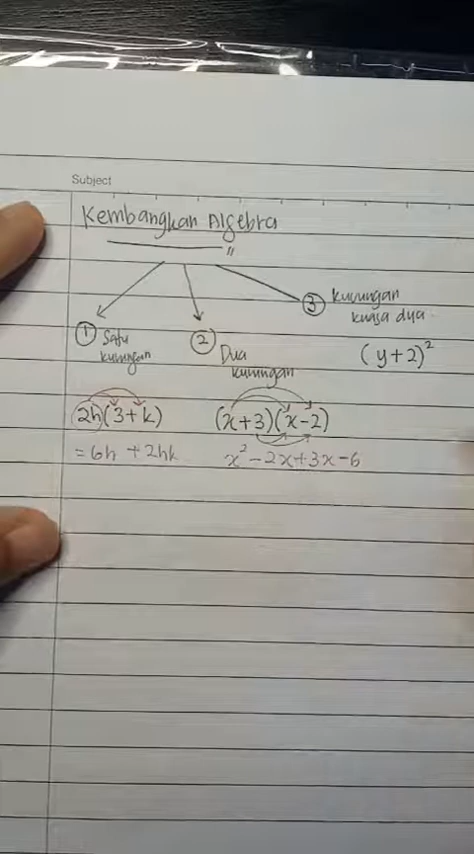 Subject
Kembangkan Algebra
① Satu
kurungan
② Dua
kurungan
③ kurungan
kuasa dua
(y+2)²
2h(3+k)
= 6h + 2hk
(x+3)(x-2)
x² - 2x + 3x - 6